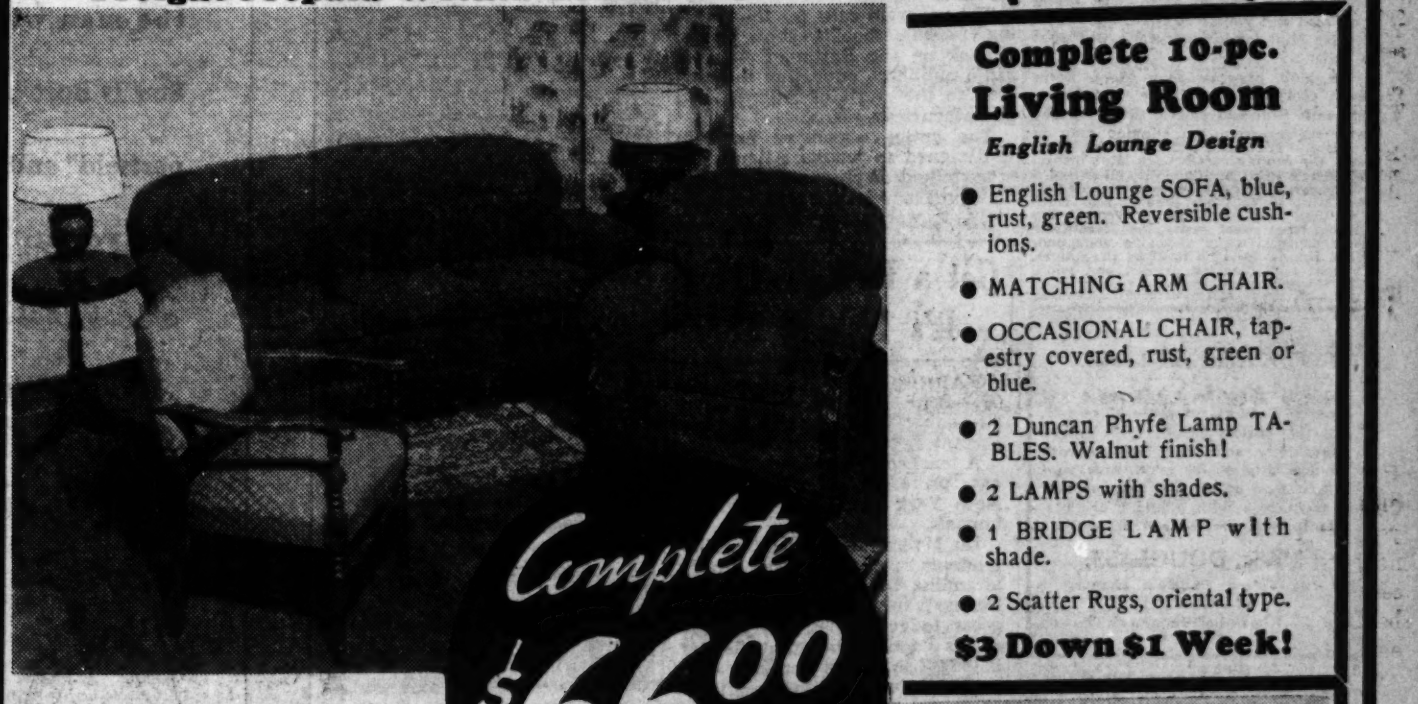 Complete
$6600
Complete 10-pc.
Living Room
English Lounge Design
● English Lounge SOFA, blue,
rust, green. Reversible cush-
ions.
● MATCHING ARM CHAIR.
● OCCASIONAL CHAIR, tap-
estry covered, rust, green or
blue.
● 2 Duncan Phyfe Lamp TA-
BLES. Walnut finish!
● 2 LAMPS with shades.
● 1 BRIDGE LAMP with
shade.
● 2 Scatter Rugs, oriental type.
$3 Down $1 Week!